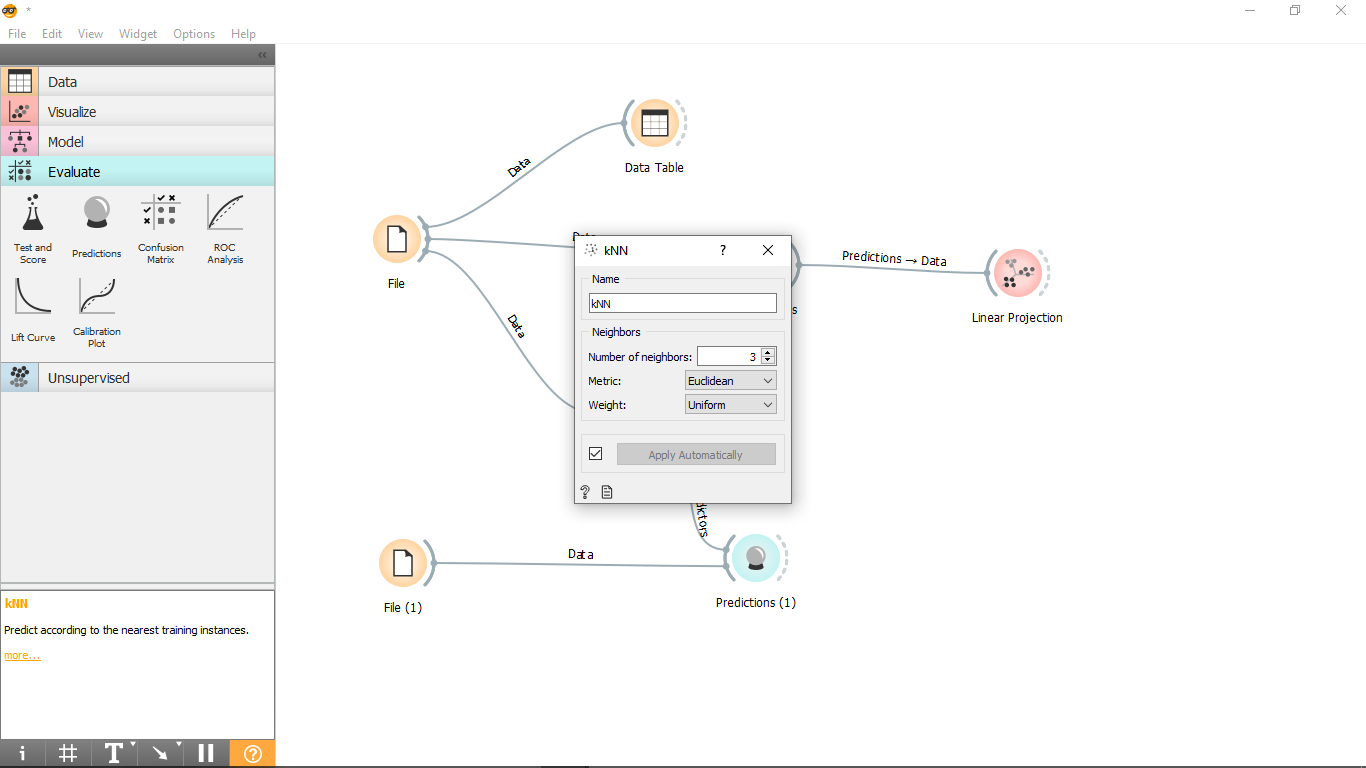 *
File Edit View Widget Options Help
Data
Visualize
Model
Evaluate
Test and
Score
Predictions
Confusion
Matrix
ROC
Analysis
Lift Curve
Calibration
Plot
Unsupervised
kNN
Predict according to the nearest training instances.
more...
Data
Data Table
File
Data
Predictions → Data
Linear Projection
kNN
Name
kNN
Neighbors
Number of neighbors: 3
Metric: Euclidean
Weight: Uniform
Apply Automatically
Data
Predictions (1)
File (1)